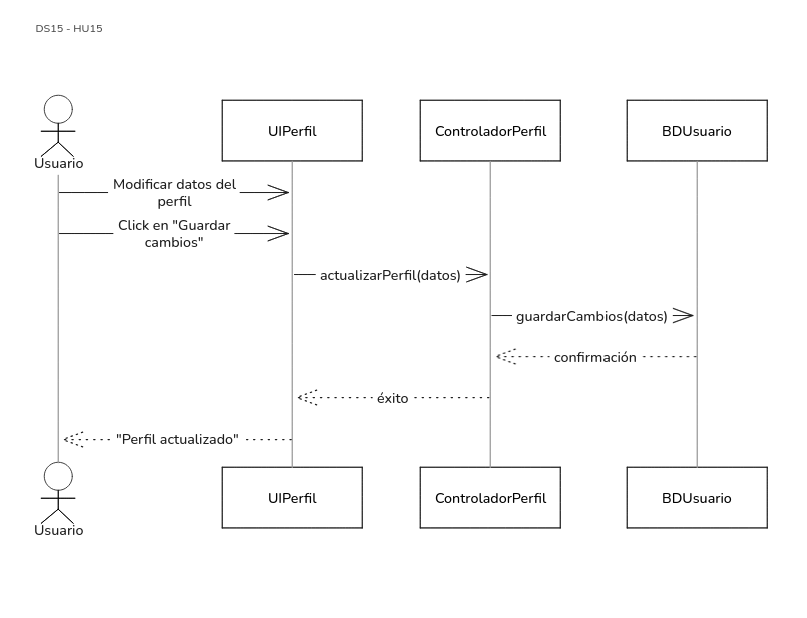 DS15 - HU15
Usuario
UIPerfil
ControladorPerfil
BDUsuario
Modificar datos del
perfil
Click en "Guardar
cambios"
actualizarPerfil(datos)
guardarCambios(datos)
confirmación
éxito
"Perfil actualizado"
Usuario
UIPerfil
ControladorPerfil
BDUsuario